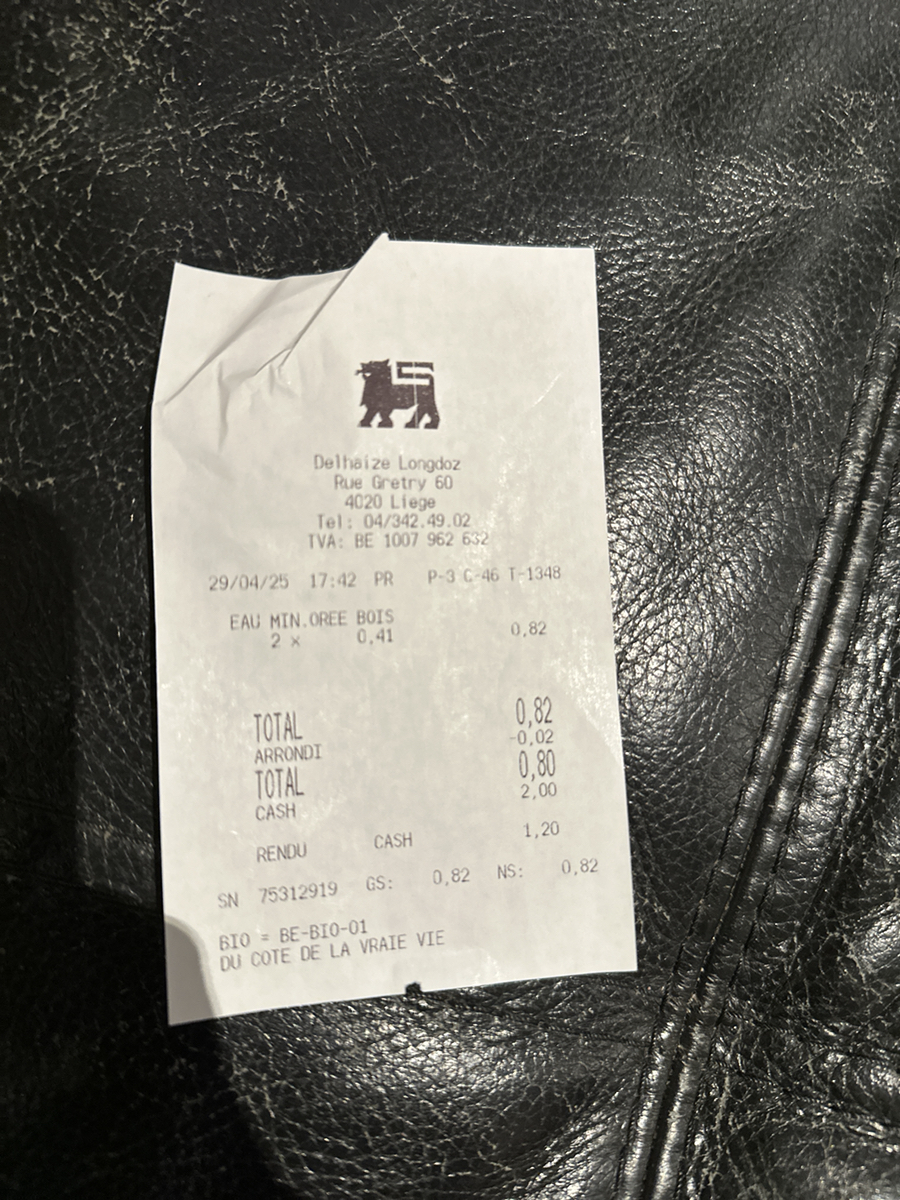 Delhaize Longdoz
Rue Gretry 60
4020 Liege
Tel: 04/342.49.02
TVA: BE 1007 962 632
29/04/25 17:42 PR P-3 C-46 T-1348
EAU MIN.OREE BOIS
2 x 0,41 0,82
TOTAL 0,82
ARRONDI -0,02
TOTAL 0,80
CASH 2,00
RENDU CASH 1,20
SN 75312919 GS: 0,82 NS: 0,82
BIO = BE-BIO-01
DU COTE DE LA VRAIE VIE